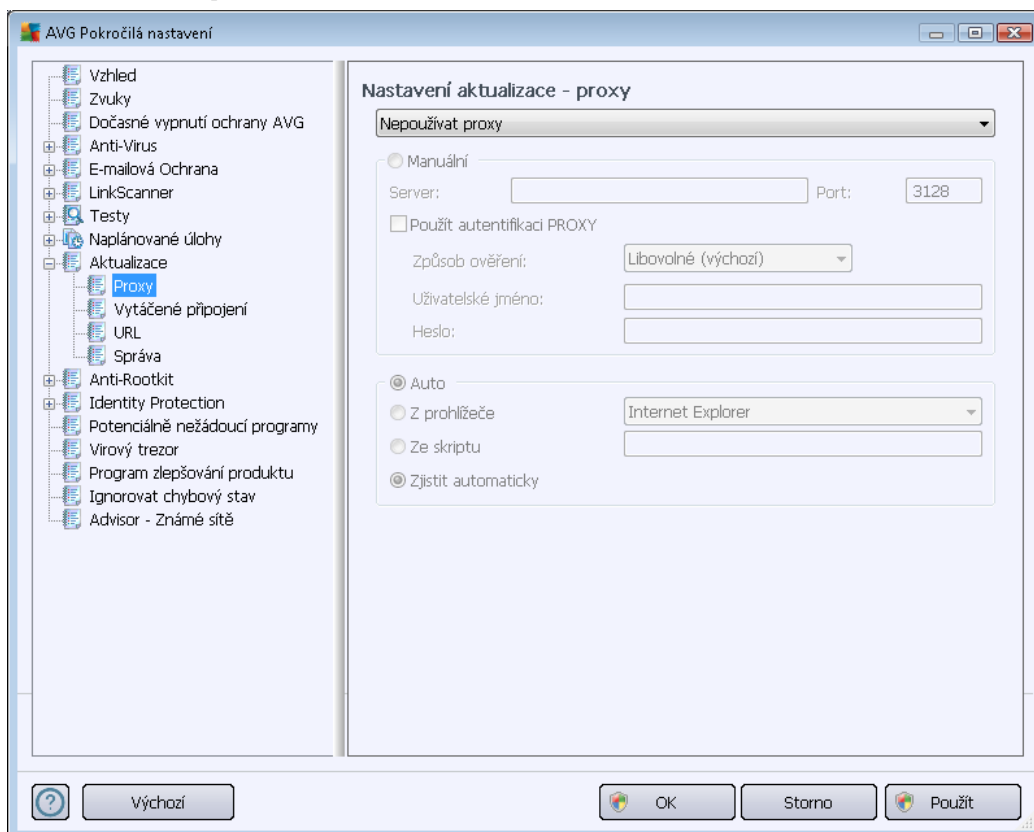 AVG Pokročilá nastavení
Vzhled
Zvuky
Dočasné vypnutí ochrany AVG
Anti-Virus
E-mailová Ochrana
LinkScanner
Testy
Naplánované úlohy
Aktualizace
Proxy
Vytáčené připojení
URL
Správa
Anti-Rootkit
Identity Protection
Potenciálně nežádoucí programy
Virový trezor
Program zlepšování produktu
Ignorovat chybový stav
Advisor - Známé sítě
Nastavení aktualizace - proxy
Nepoužívat proxy
Manuální
Server: Port: 3128
Použít autentifikaci PROXY
Způsob ověření: Libovolné (výchozí)
Uživatelské jméno:
Heslo:
Auto
Z prohlížeče Internet Explorer
Ze skriptu
Zjistit automaticky
? Výchozí OK Storno Použít